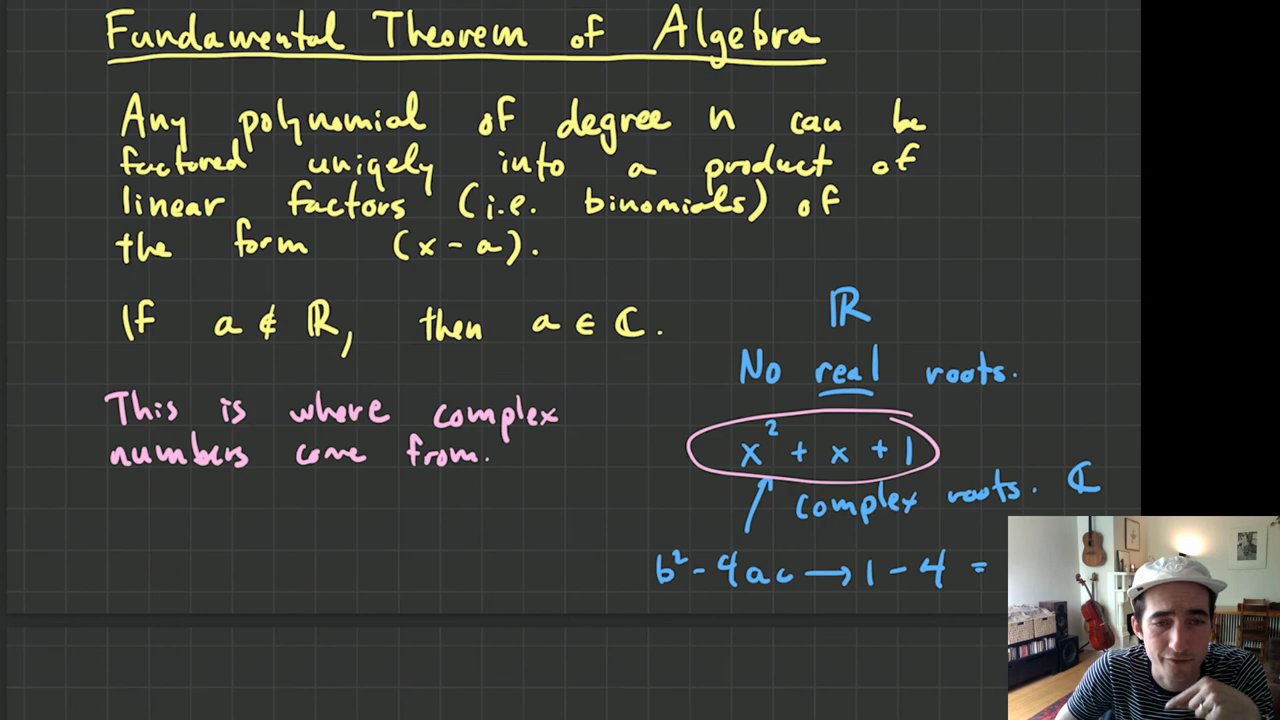 Fundamental Theorem of Algebra
Any polynomial of degree n can be
factored uniqely into a product of
linear factors (i.e. binomials) of
the form (x - a).
If a ∉ ℝ, then a ∈ ℂ.
This is where complex
numbers come from.
ℝ
No real roots.
x² + x + 1
complex roots. ℂ
b² - 4ac → 1 - 4 =